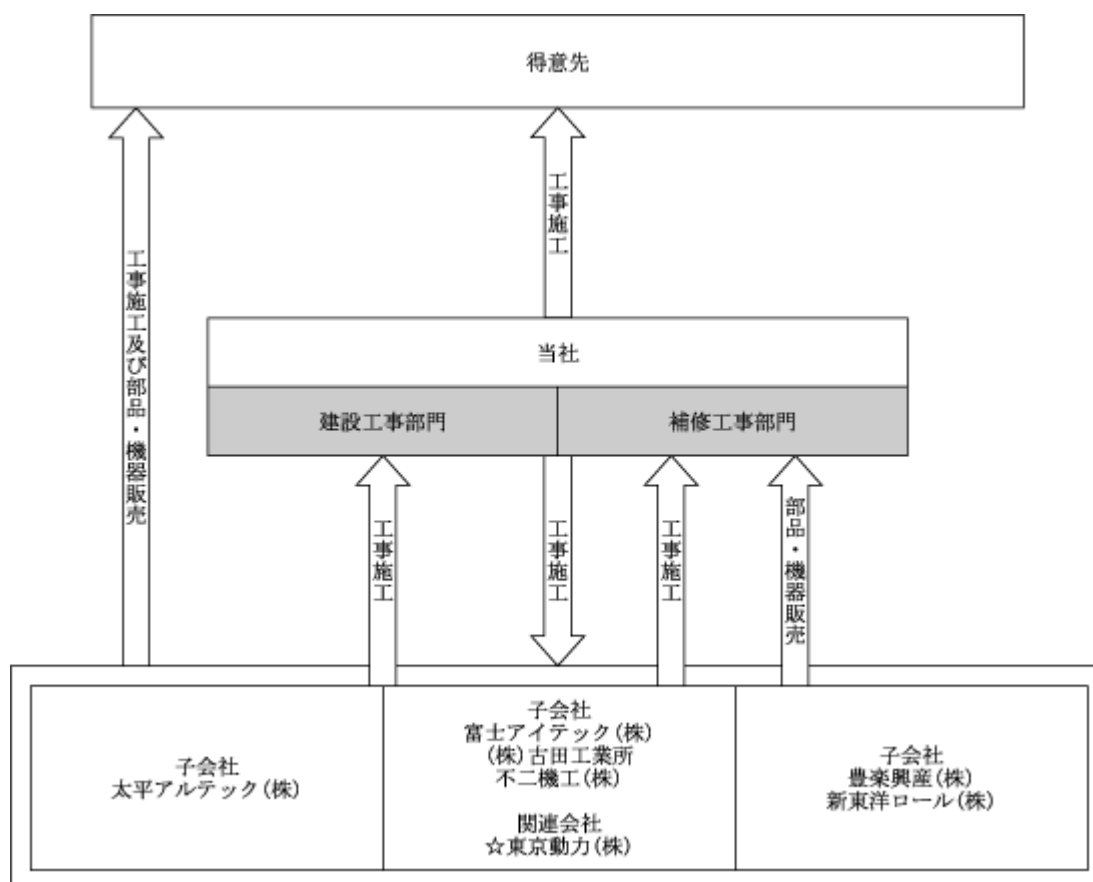 得意先
工事施工
工事施工及び部品・機器販売
当社
建設工事部門
補修工事部門
工事施工
工事施工
工事施工
部品・機器販売
子会社
太平アルテック(株)
子会社
富士アイテック(株)
(株)古田工業所
不二機工(株)
関連会社
☆東京動力(株)
子会社
豊楽興産(株)
新東洋ロール(株)